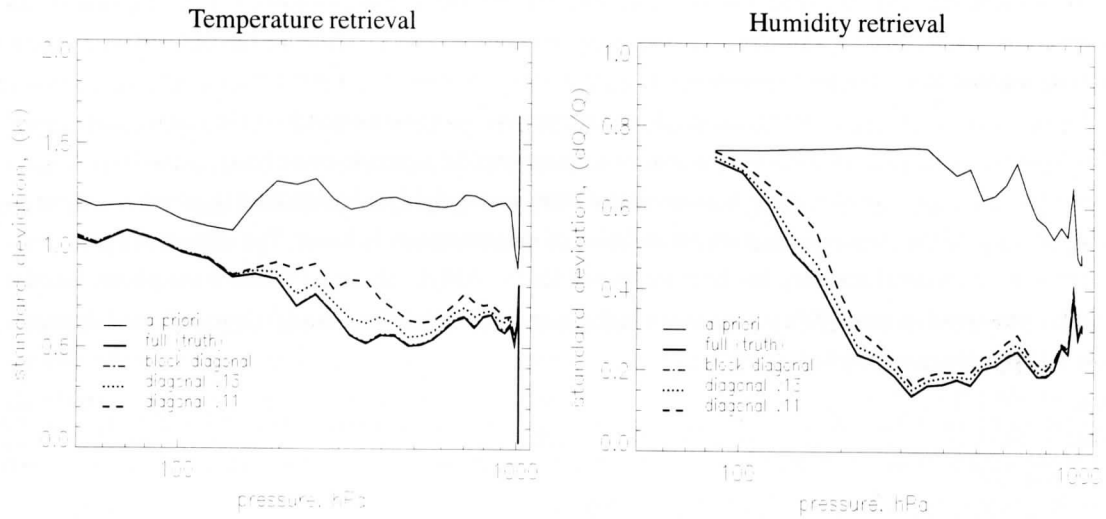 Temperature retrieval
2.0
1.5
1.0
0.5
0.0
standard deviation, (K)
a priori
full (truth)
block diagonal
diagonal .13
diagonal .11
100
1000
pressure, hPa
Humidity retrieval
1.0
0.8
0.6
0.4
0.2
0.0
standard deviation, (dQ/Q)
a priori
full (truth)
block diagonal
diagonal .13
diagonal .11
100
1000
pressure, hPa